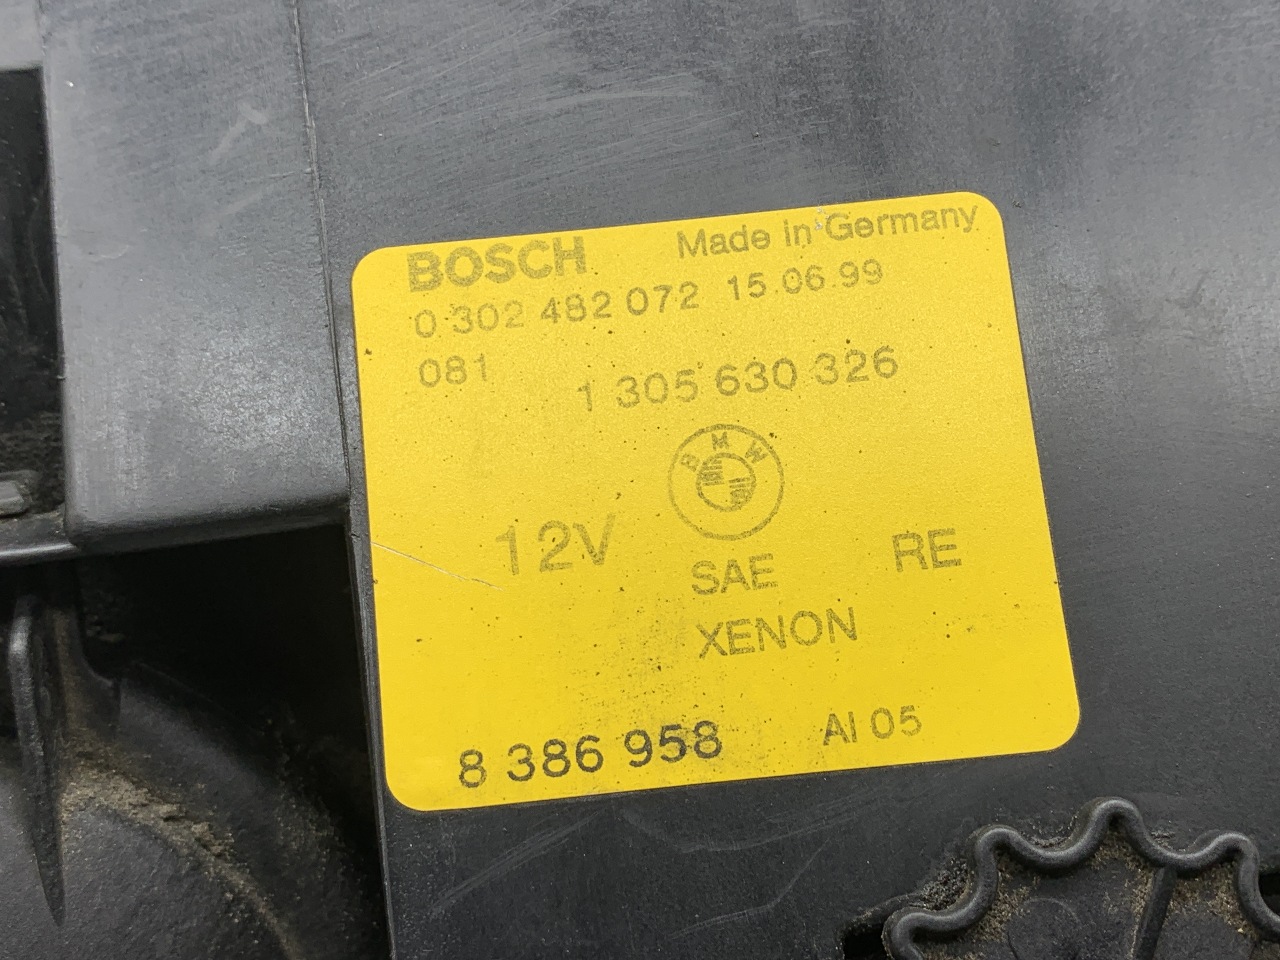 BOSCH Made in Germany
0 302 482 072 15.06.99
081
1 305 630 326
BMW
12V
SAE RE
XENON
8 386 958 AI 05